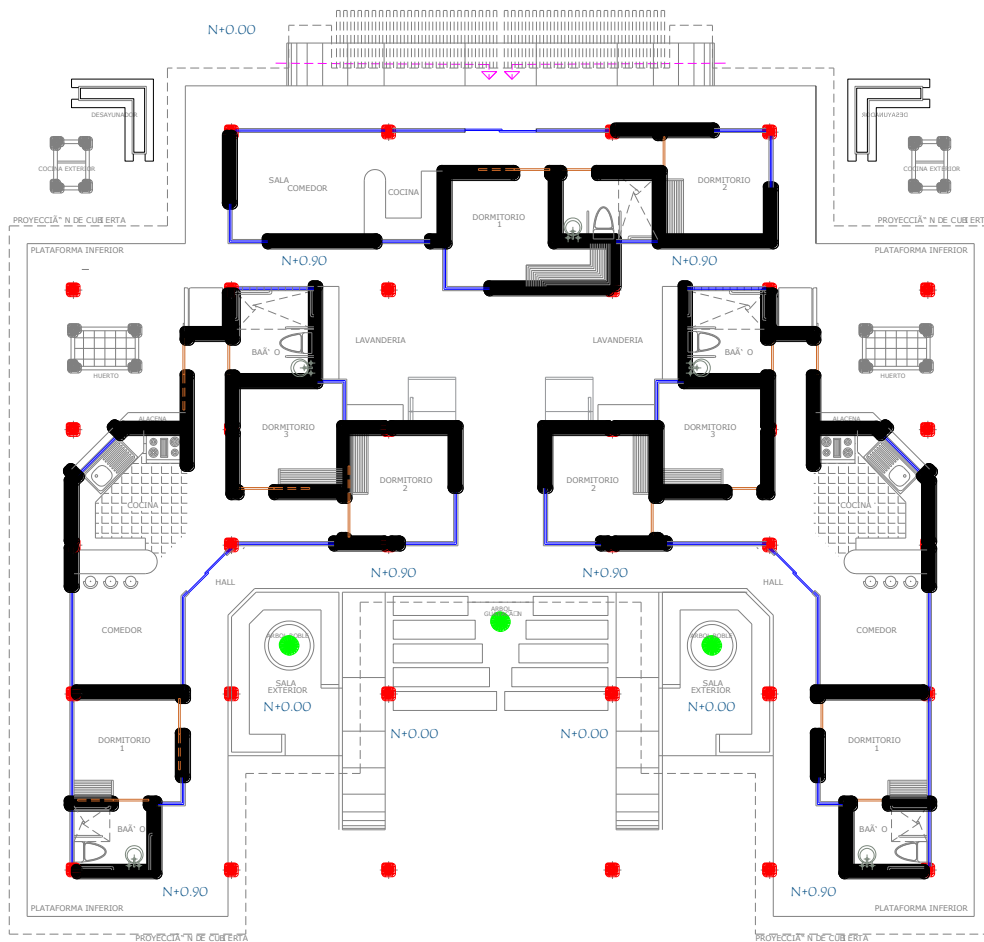 N+0.00
DESAYUNADOR
DESAYUNADOR
COCINA EXTERIOR
COCINA EXTERIOR
SALA
COMEDOR
COCINA
DORMITORIO
1
DORMITORIO
2
PROYECCIÃ“ N DE CUBIERTA
PROYECCIÃ“ N DE CUBIERTA
PLATAFORMA INFERIOR
PLATAFORMA INFERIOR
N+0.90
N+0.90
LAVANDERIA
LAVANDERIA
BAÃ‘ O
BAÃ‘ O
HUERTO
HUERTO
ALACENA
ALACENA
DORMITORIO
3
DORMITORIO
3
DORMITORIO
2
DORMITORIO
2
COCINA
COCINA
N+0.90
N+0.90
HALL
HALL
ARBOL
COMEDOR
COMEDOR
ARBOL ROBLE
ARBOL ROBLE
SALA
EXTERIOR
SALA
EXTERIOR
N+0.00
N+0.00
N+0.00
N+0.00
DORMITORIO
1
DORMITORIO
1
BAÃ‘ O
BAÃ‘ O
N+0.90
N+0.90
PLATAFORMA INFERIOR
PLATAFORMA INFERIOR
PROYECCIÃ“ N DE CUBIERTA
PROYECCIÃ“ N DE CUBIERTA